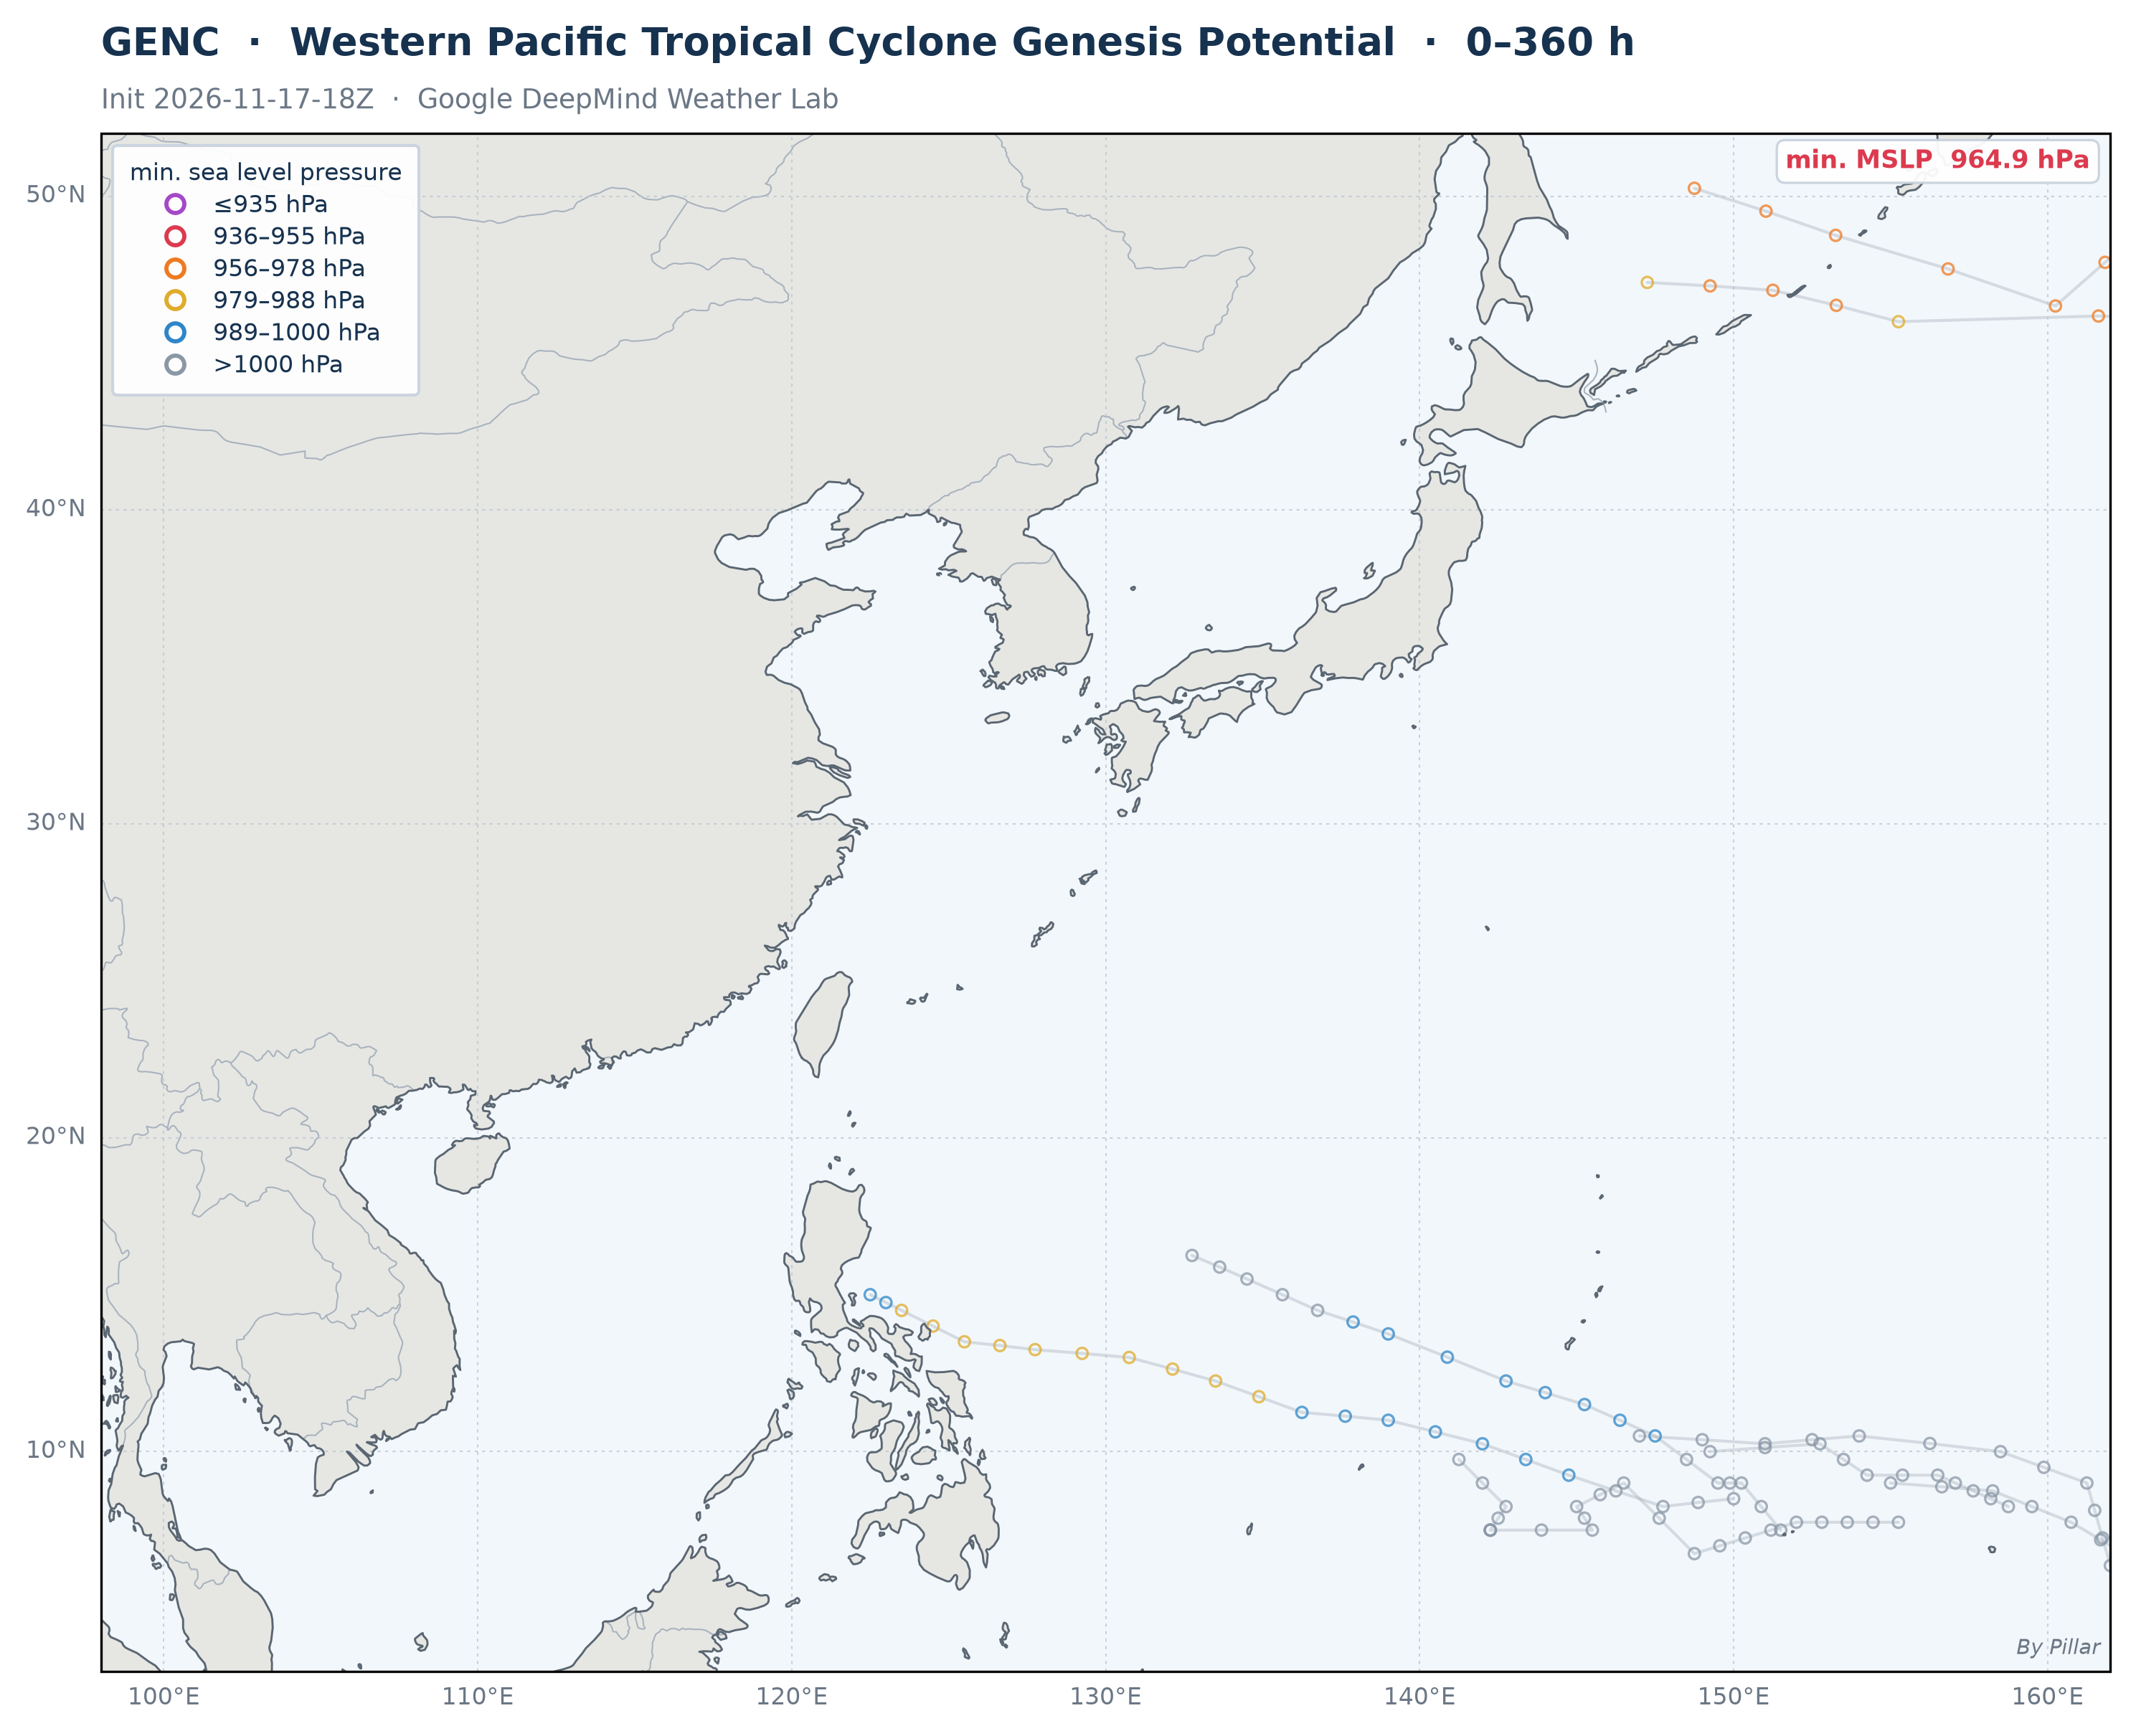 GENC · Western Pacific Tropical Cyclone Genesis Potential · 0–360 h
Init 2026-11-17-18Z · Google DeepMind Weather Lab
min. sea level pressure
≤935 hPa
936–955 hPa
956–978 hPa
979–988 hPa
989–1000 hPa
>1000 hPa
min. MSLP 964.9 hPa
50°N
40°N
30°N
20°N
10°N
By Pillar
100°E 110°E 120°E 130°E 140°E 150°E 160°E